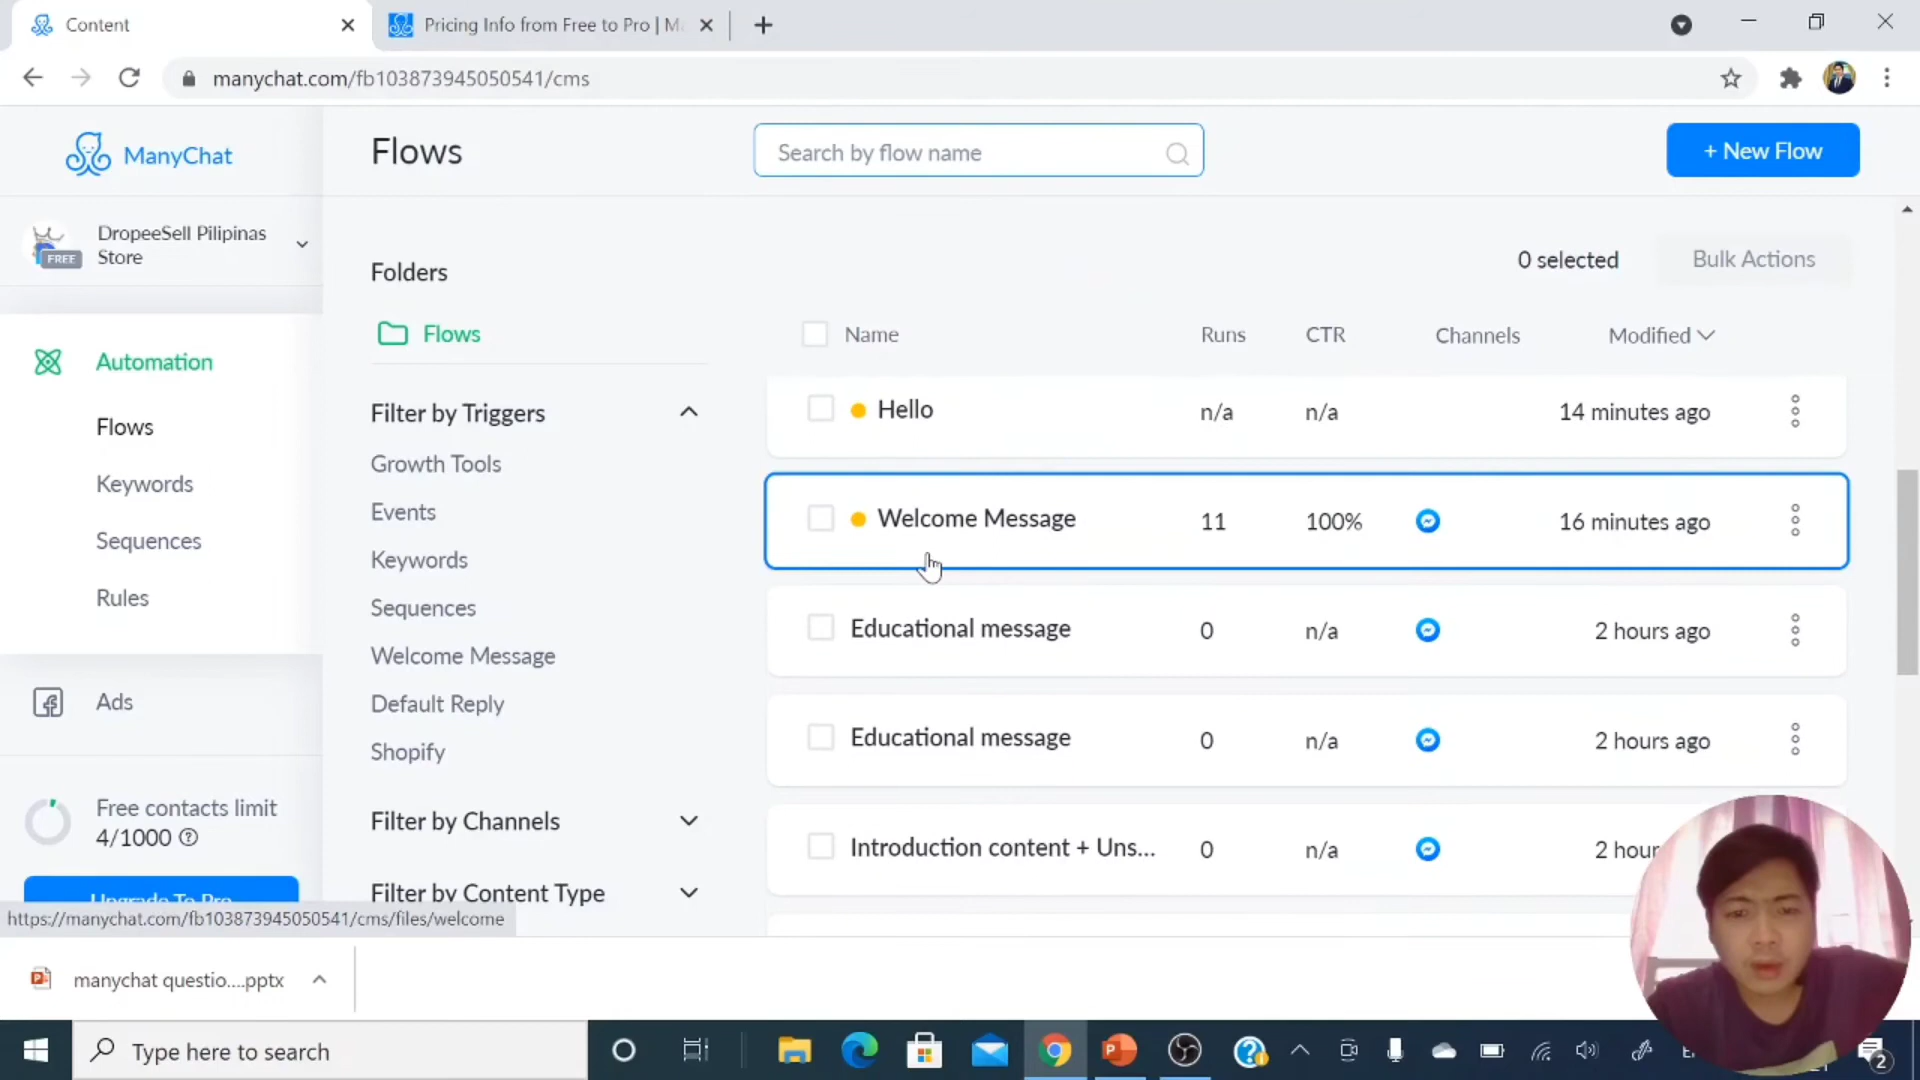 Content
Pricing Info from Free to Pro | M
manychat.com/fb103873945050541/cms
ManyChat
Flows
Search by flow name
+ New Flow
DropeeSell Pilipinas
Store
FREE
Folders
0 selected
Bulk Actions
Flows
Name
Runs
CTR
Channels
Modified
Automation
Flows
Keywords
Sequences
Rules
Filter by Triggers
Growth Tools
Events
Keywords
Sequences
Welcome Message
Default Reply
Shopify
Hello
n/a
n/a
14 minutes ago
Welcome Message
11
100%
16 minutes ago
Educational message
0
n/a
2 hours ago
Educational message
0
n/a
2 hours ago
Introduction content + Uns...
0
n/a
2 hour
Ads
Free contacts limit
4/1000
Upgrade To Pro
Filter by Channels
Filter by Content Type
https://manychat.com/fb103873945050541/cms/files/welcome
manychat questio....pptx
Type here to search
2